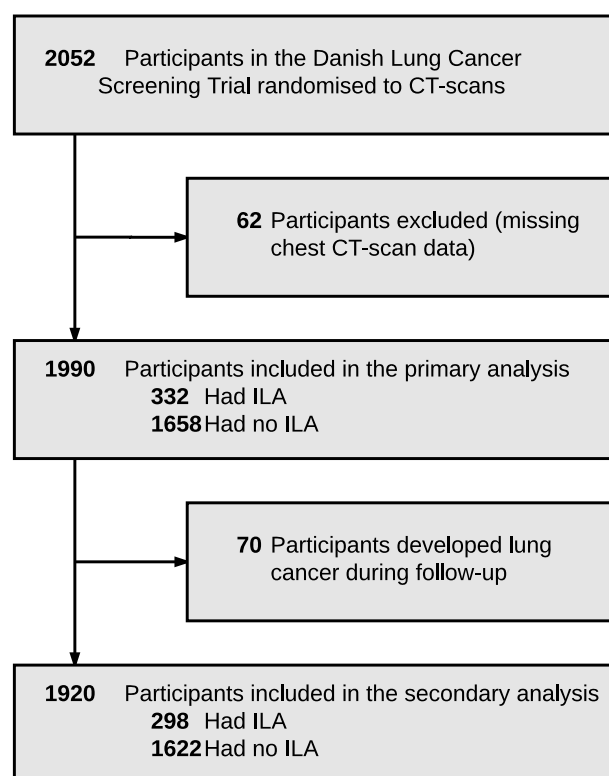 2052 Participants in the Danish Lung Cancer
Screening Trial randomised to CT-scans
62 Participants excluded (missing
chest CT-scan data)
1990 Participants included in the primary analysis
332 Had ILA
1658 Had no ILA
70 Participants developed lung
cancer during follow-up
1920 Participants included in the secondary analysis
298 Had ILA
1622 Had no ILA